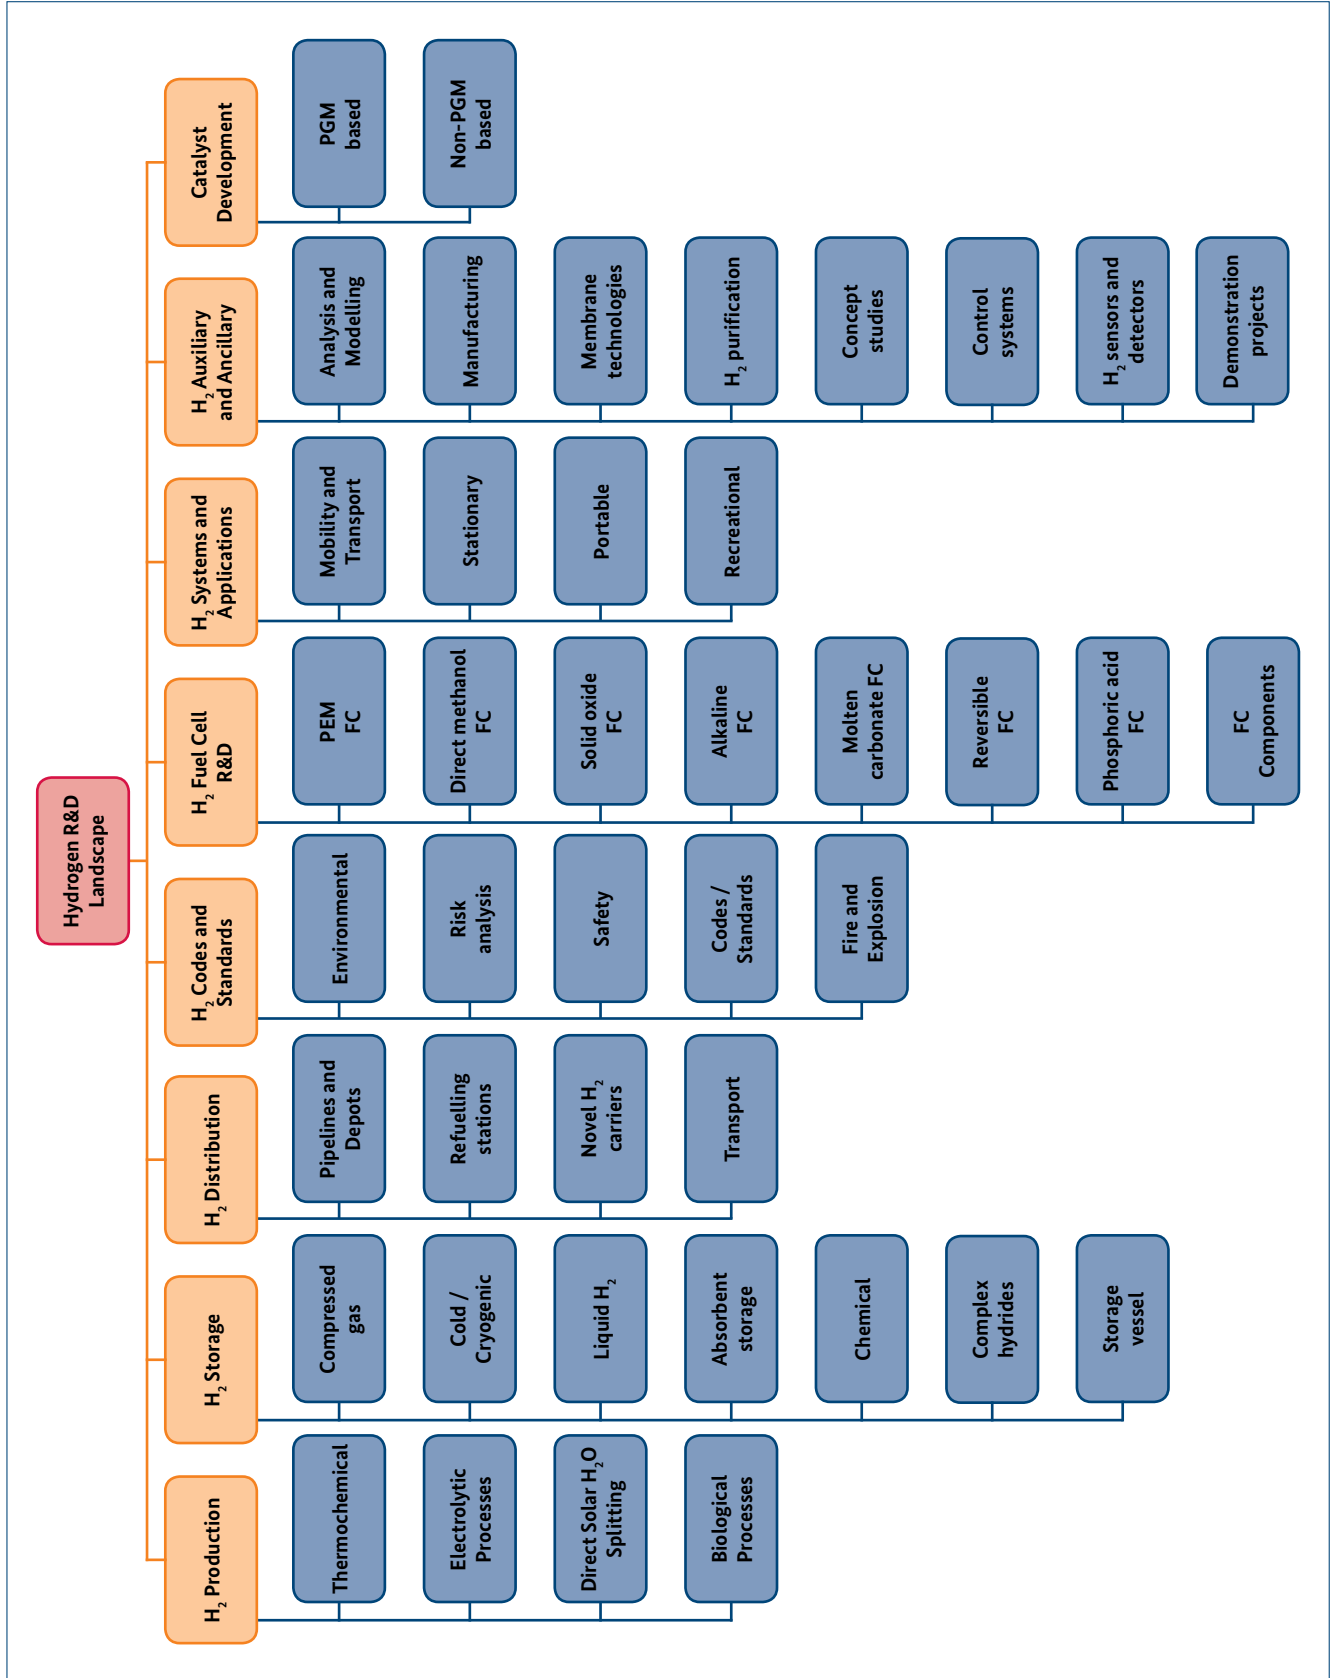 Hydrogen R&D
Landscape
H2 Production
Thermochemical
Electrolytic
Processes
Direct Solar H2O
Splitting
Biological
Processes
H2 Storage
Compressed
gas
Cold /
Cryogenic
Liquid H2
Absorbent
storage
Chemical
Complex
hydrides
Storage
vessel
H2 Distribution
Pipelines and
Depots
Refuelling
stations
Novel H2
carriers
Transport
H2 Codes and
Standards
Environmental
Risk
analysis
Safety
Codes /
Standards
Fire and
Explosion
H2 Fuel Cell
R&D
PEM
FC
Direct methanol
FC
Solid oxide
FC
Alkaline
FC
Molten
carbonate FC
Reversible
FC
Phosphoric acid
FC
FC
Components
H2 Systems and
Applications
Mobility and
Transport
Stationary
Portable
Recreational
H2 Auxiliary
and Ancillary
Analysis and
Modelling
Manufacturing
Membrane
technologies
H2 purification
Concept
studies
Control
systems
H2 sensors and
detectors
Demonstration
projects
Catalyst
Development
PGM
based
Non-PGM
based